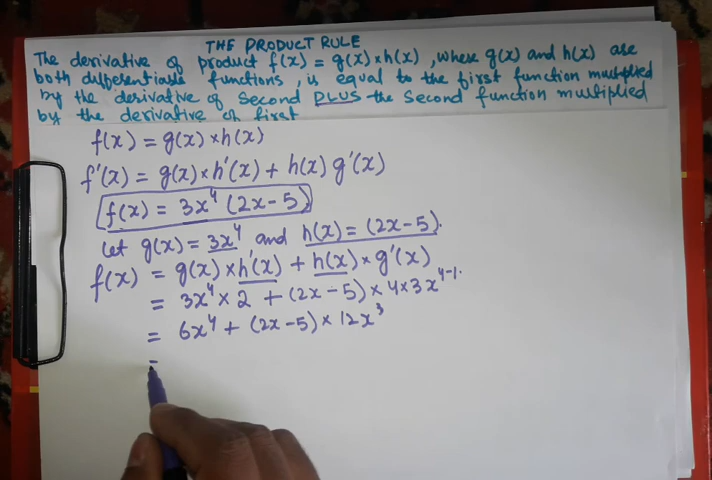 THE PRODUCT RULE
The derivative of product f(x) = g(x)×h(x), where g(x) and h(x) are
both differentiable functions, is equal to the first function multiplied
by the derivative of second PLUS the second function multiplied
by the derivative of first
f(x) = g(x)×h(x)
f'(x) = g(x)×h'(x) + h(x) g'(x)
f(x) = 3x⁴ (2x-5)
Let g(x) = 3x⁴ and h(x) = (2x-5).
f(x) = g(x)×h'(x) + h(x)×g'(x)
= 3x⁴×2 + (2x-5)×4×3x⁴⁻¹.
= 6x⁴ + (2x-5)×12x³
=